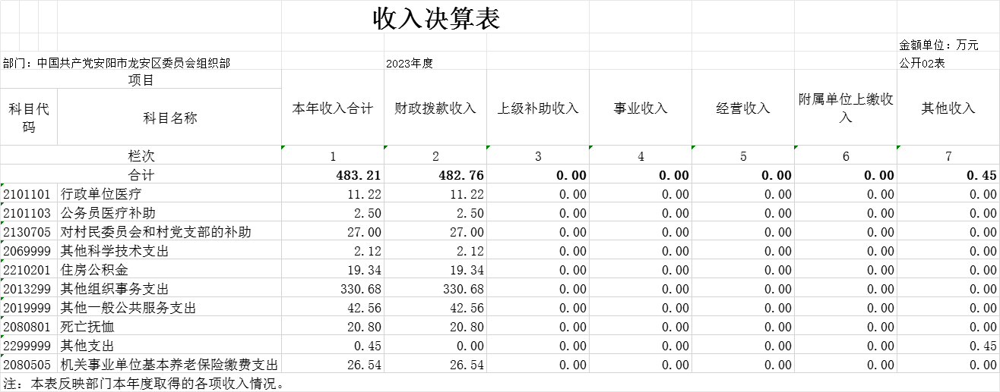 收入决算表
金额单位：万元
部门：中国共产党安阳市龙安区委员会组织部 2023年度 公开02表
项目
科目代码 科目名称 本年收入合计 财政拨款收入 上级补助收入 事业收入 经营收入 附属单位上缴收入 其他收入
栏次 1 2 3 4 5 6 7
合计 483.21 482.76 0.00 0.00 0.00 0.00 0.45
2101101 行政单位医疗 11.22 11.22 0.00 0.00 0.00 0.00 0.00
2101103 公务员医疗补助 2.50 2.50 0.00 0.00 0.00 0.00 0.00
2130705 对村民委员会和村党支部的补助 27.00 27.00 0.00 0.00 0.00 0.00 0.00
2069999 其他科学技术支出 2.12 2.12 0.00 0.00 0.00 0.00 0.00
2210201 住房公积金 19.34 19.34 0.00 0.00 0.00 0.00 0.00
2013299 其他组织事务支出 330.68 330.68 0.00 0.00 0.00 0.00 0.00
2019999 其他一般公共服务支出 42.56 42.56 0.00 0.00 0.00 0.00 0.00
2080801 死亡抚恤 20.80 20.80 0.00 0.00 0.00 0.00 0.00
2299999 其他支出 0.45 0.00 0.00 0.00 0.00 0.00 0.45
2080505 机关事业单位基本养老保险缴费支出 26.54 26.54 0.00 0.00 0.00 0.00 0.00
注：本表反映部门本年度取得的各项收入情况。